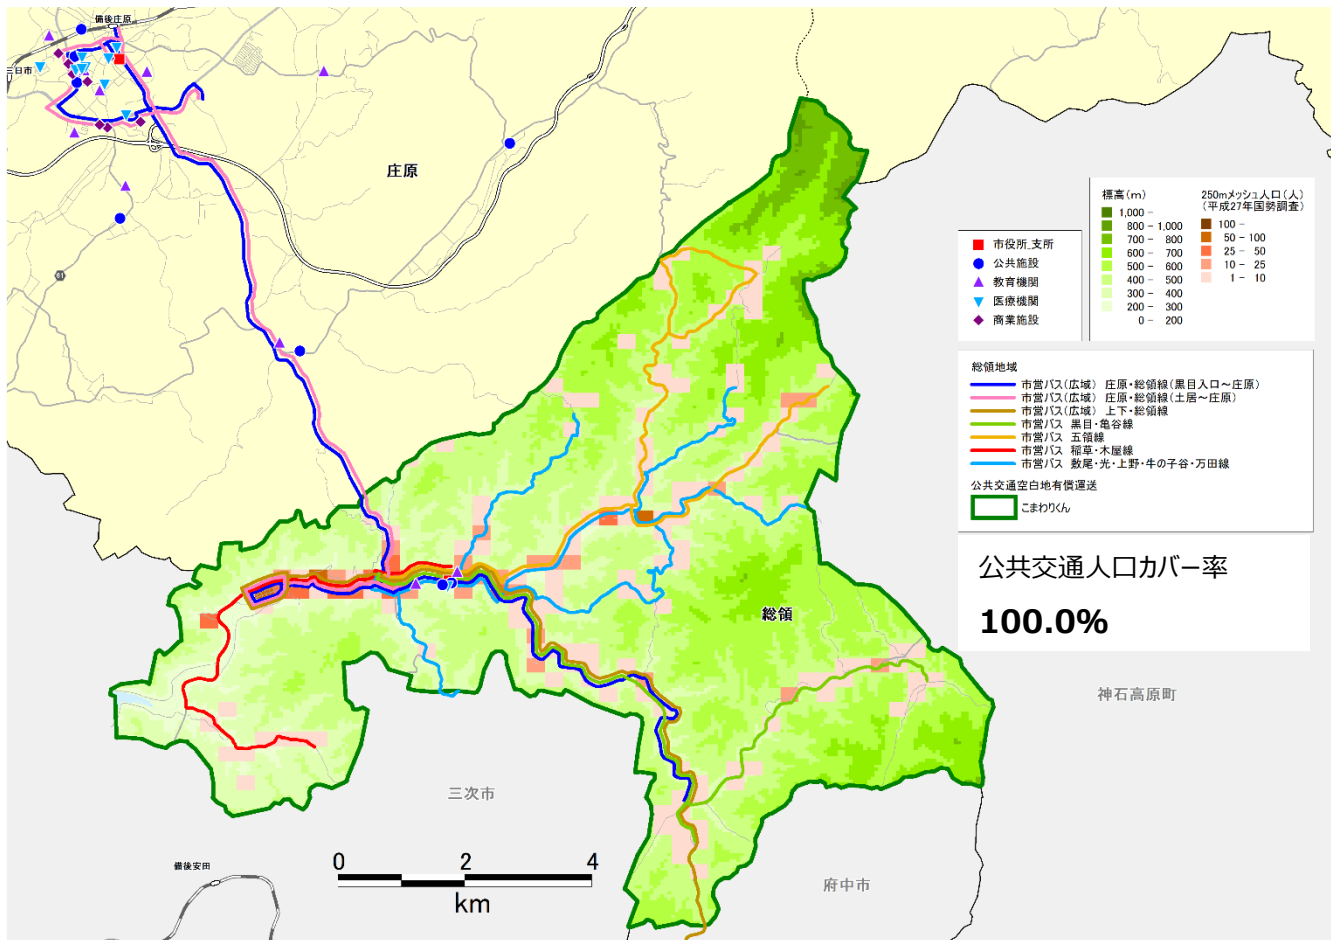 備後庄原
三日市
庄原
61
標高(m)
1,000 -
800 - 1,000
700 - 800
600 - 700
500 - 600
400 - 500
300 - 400
200 - 300
0 - 200
250mメッシュ人口(人)
(平成27年国勢調査)
100 -
50 - 100
25 - 50
10 - 25
1 - 10
市役所_支所
公共施設
教育機関
医療機関
商業施設
総領地域
市営バス(広域) 庄原・総領線(黒目入口~庄原)
市営バス(広域) 庄原・総領線(土居~庄原)
市営バス(広域) 上下・総領線
市営バス 黒目・亀谷線
市営バス 五領線
市営バス 稲草・木屋線
市営バス 数尾・光・上野・牛の子谷・万田線
公共交通空白地有償運送
こまわりくん
公共交通人口カバー率
100.0%
総領
神石高原町
三次市
府中市
備後安田
0 2 4
km